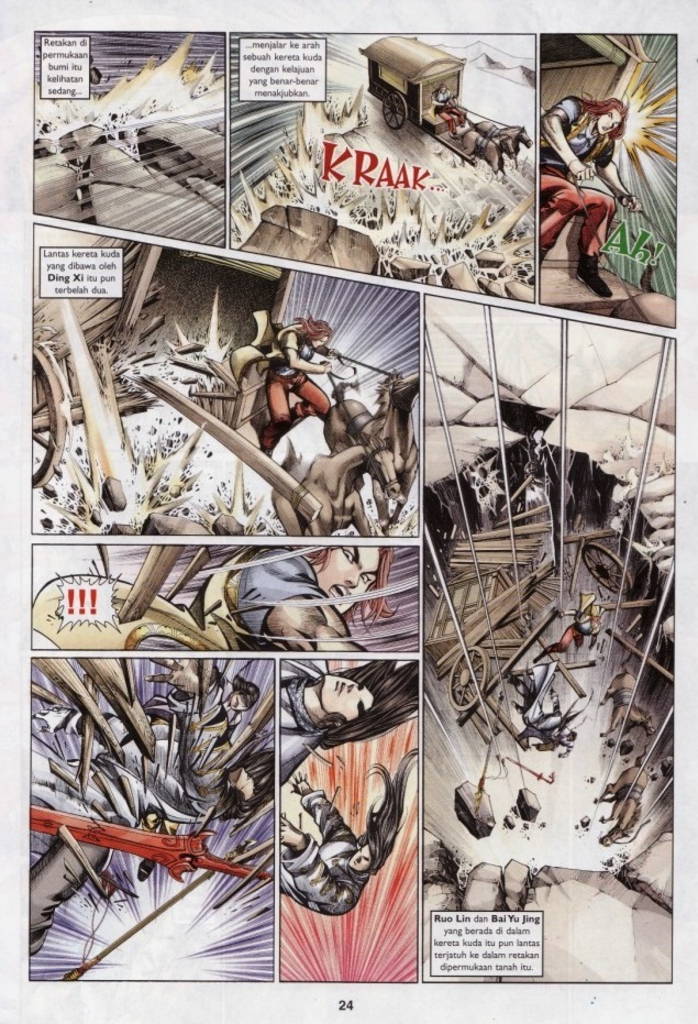 Retakan di
permukaan
bumi itu
kelihatan
sedang...
...menjalar ke arah
sebuah kereta kuda
dengan kelajuan
yang benar-benar
menakjubkan.
KRAAK...
AH!
Lantas kereta kuda
yang dibawa oleh
Ding Xi itu pun
terbelah dua.
!!!
Ruo Lin dan Bai Yu Jing
yang berada di dalam
kereta kuda itu pun lantas
terjatuh ke dalam retakan
dipermukaan tanah itu.
24